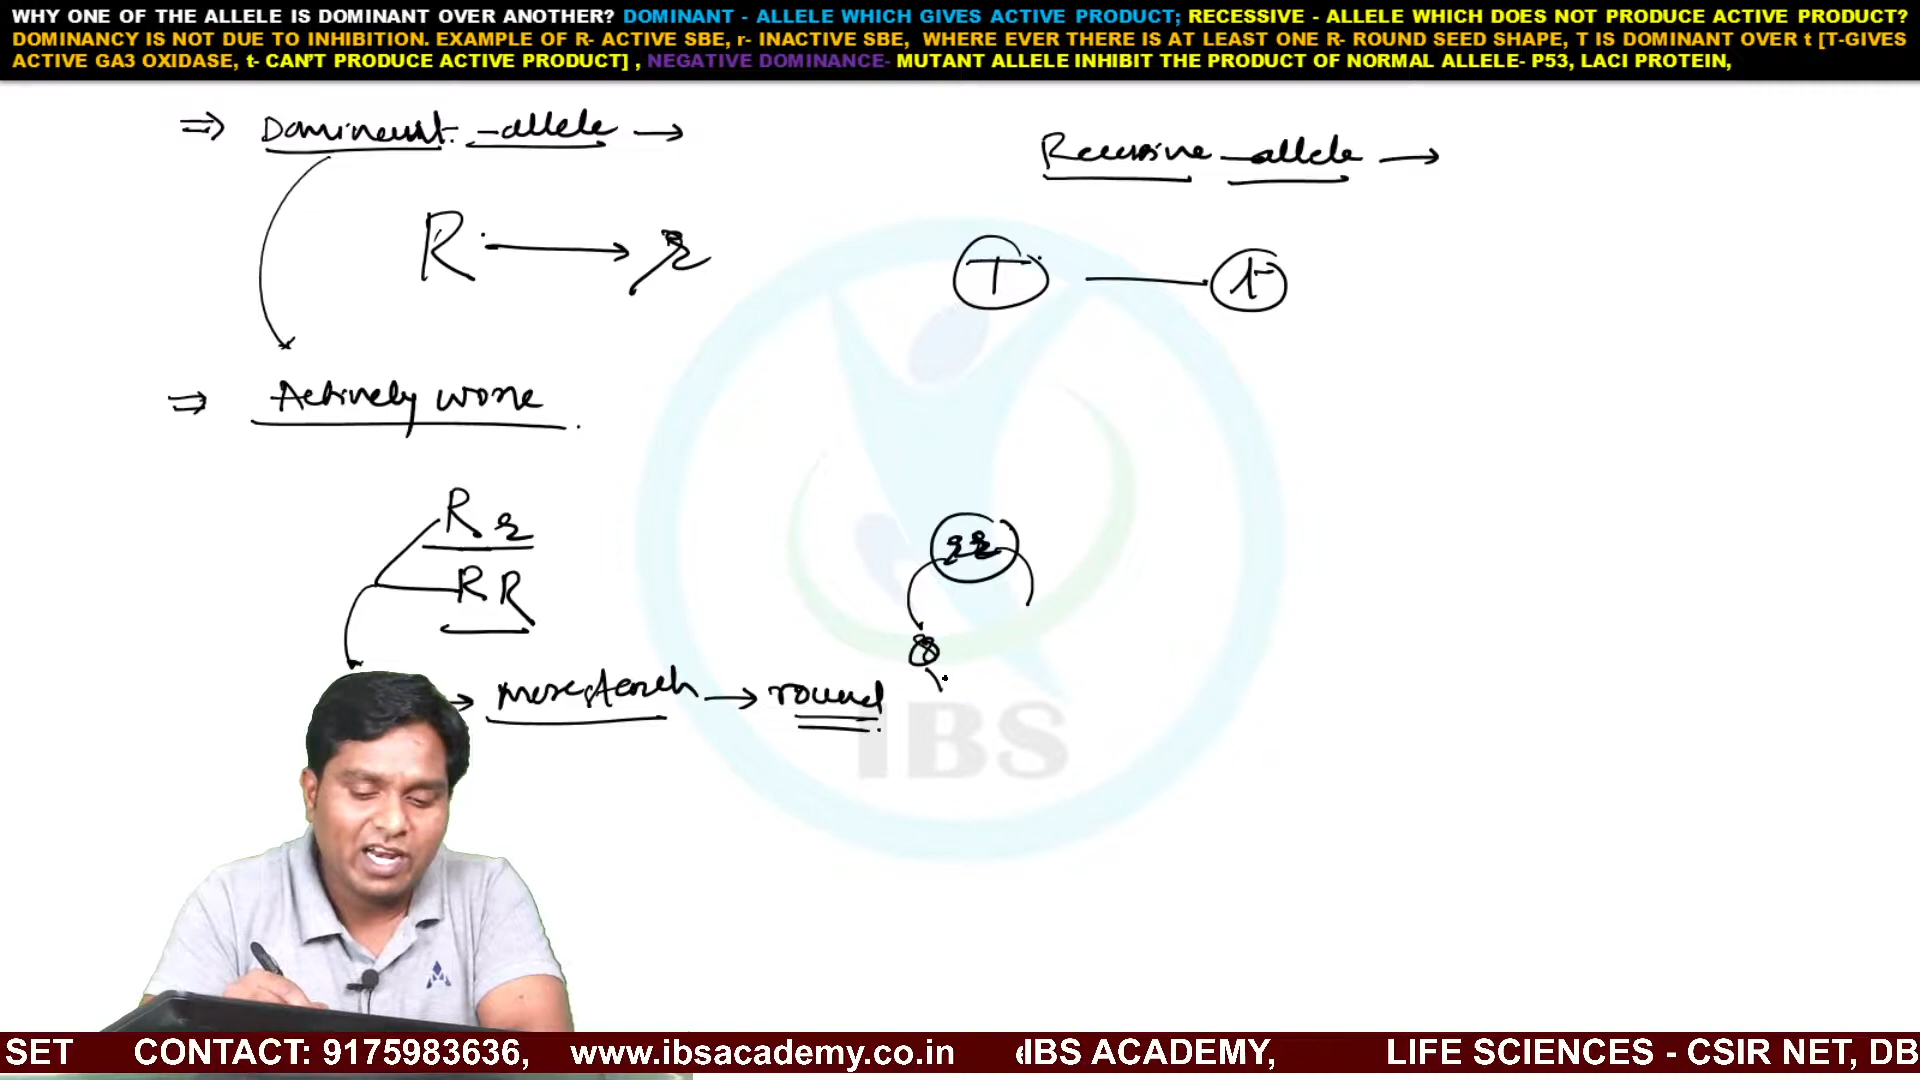 WHY ONE OF THE ALLELE IS DOMINANT OVER ANOTHER? DOMINANT - ALLELE WHICH GIVES ACTIVE PRODUCT; RECESSIVE - ALLELE WHICH DOES NOT PRODUCE ACTIVE PRODUCT?
DOMINANCY IS NOT DUE TO INHIBITION. EXAMPLE OF R- ACTIVE SBE, r- INACTIVE SBE, WHERE EVER THERE IS AT LEAST ONE R- ROUND SEED SHAPE, T IS DOMINANT OVER t [T-GIVES
ACTIVE GA3 OXIDASE, t- CAN'T PRODUCE ACTIVE PRODUCT] , NEGATIVE DOMINANCE- MUTANT ALLELE INHIBIT THE PRODUCT OF NORMAL ALLELE- P53, LACI PROTEIN,
⇒ Dominant - allele →
Recessive - allele →
R → r
T — t
⇒ Actively work
R r
R R
r r
→ more starch → round
IBS
SET CONTACT: 9175983636, www.ibsacademy.co.in IBS ACADEMY, LIFE SCIENCES - CSIR NET, DB